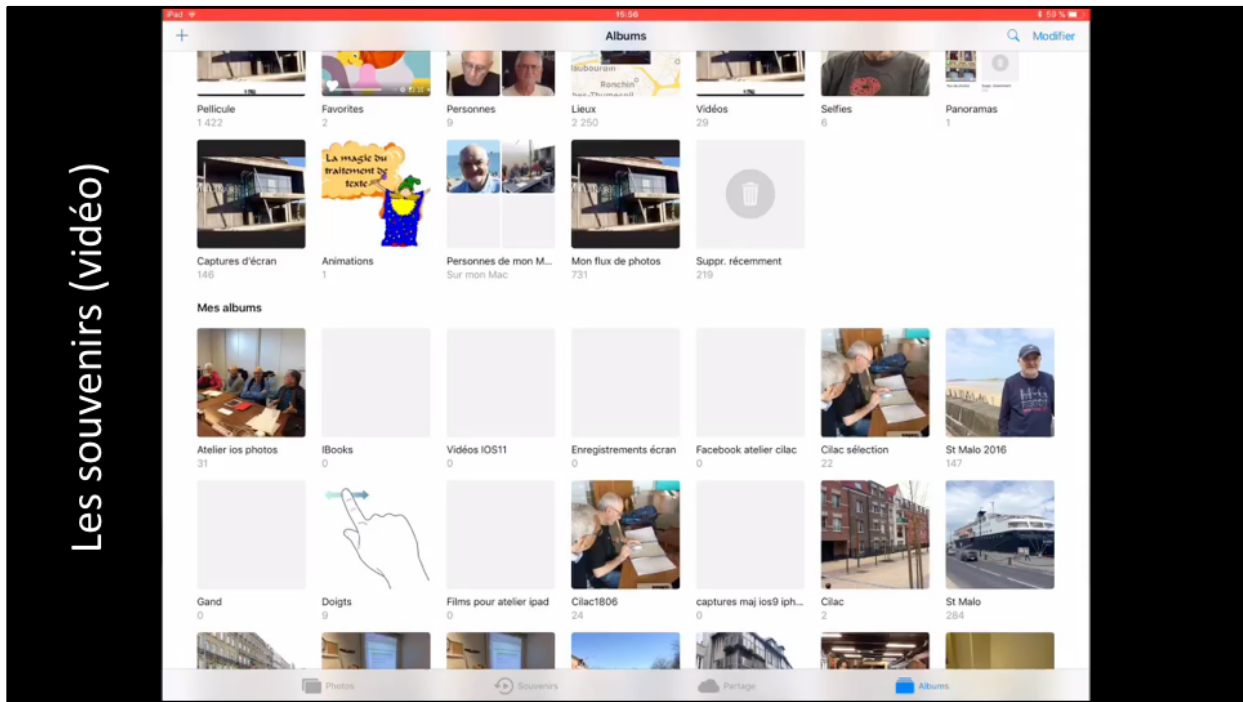 Les souvenirs (vidéo)
iPad 15:56 59 %
Albums Modifier
Pellicule Favorites Personnes Lieux Vidéos Selfies Panoramas
1 422 2 9 2 250 29 6 1
Ronchin
La magie du
traitement de
texte
Captures d'écran Animations Personnes de mon M... Mon flux de photos Suppr. récemment
146 1 Sur mon Mac 731 219
Mes albums
Atelier ios photos IBooks Vidéos IOS11 Enregistrements écran Facebook atelier cilac Cilac sélection St Malo 2016
31 0 0 0 0 22 147
Gand Doigts Films pour atelier ipad Cilac1806 captures maj ios9 iph... Cilac St Malo
0 9 0 24 0 2 284
Photos Souvenirs Partage Albums